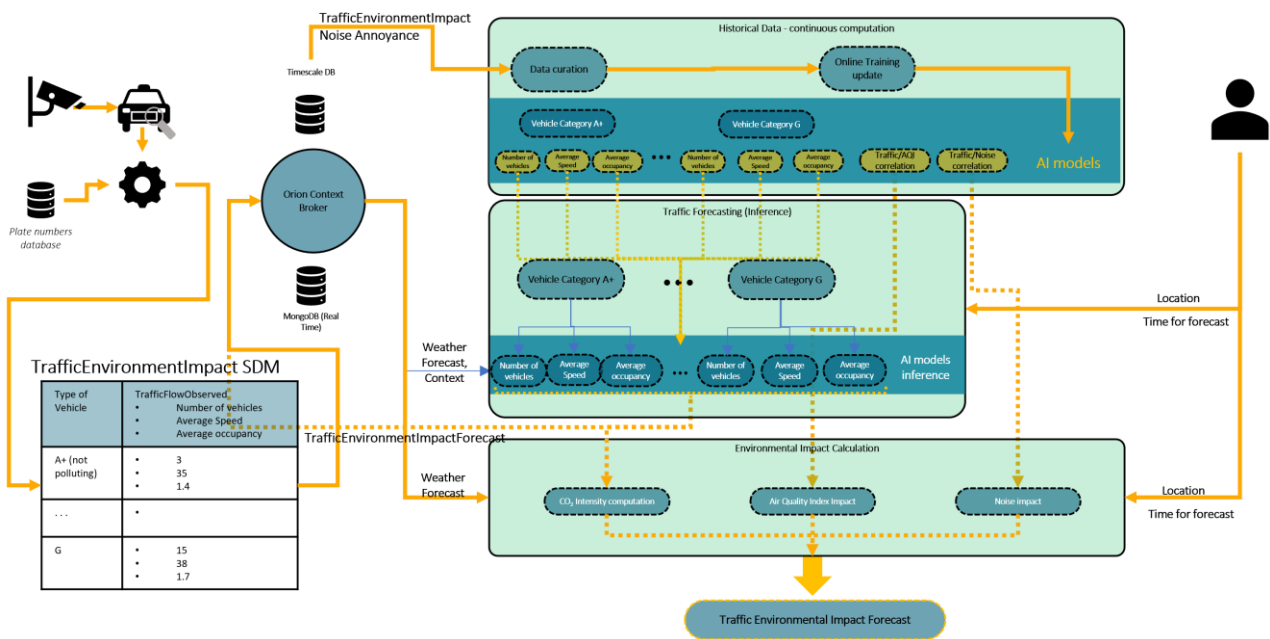 TrafficEnvironmentImpact
Noise Annoyance
Timescale DB
Orion Context
Broker
MongoDB (Real
Time)
Plate numbers
database
TrafficEnvironmentImpact SDM
Type of
Vehicle
TrafficFlowObserved
• Number of vehicles
• Average Speed
• Average occupancy
A+ (not
polluting)
• 3
• 35
• 1.4
. . .
•
G
• 15
• 38
• 1.7
Historical Data - continuous computation
Data curation
Online Training
update
Vehicle Category A+
Vehicle Category G
Number of
vehicles
Average
Speed
Average
occupancy
•••
Number of
vehicles
Average
Speed
Average
occupancy
Traffic/AQI
correlation
Traffic/Noise
correlation
AI models
Traffic Forecasting (Inference)
Vehicle Category A+
•••
Vehicle Category G
Weather
Forecast,
Context
Number of
vehicles
Average
Speed
Average
occupancy
...
Number of
vehicles
Average
Speed
Average
occupancy
AI models
inference
Location
Time for forecast
TrafficEnvironmentImpactForecast
Environmental Impact Calculation
Weather
Forecast
CO₂ Intensity computation
Air Quality Index Impact
Noise impact
Location
Time for forecast
Traffic Environmental Impact Forecast